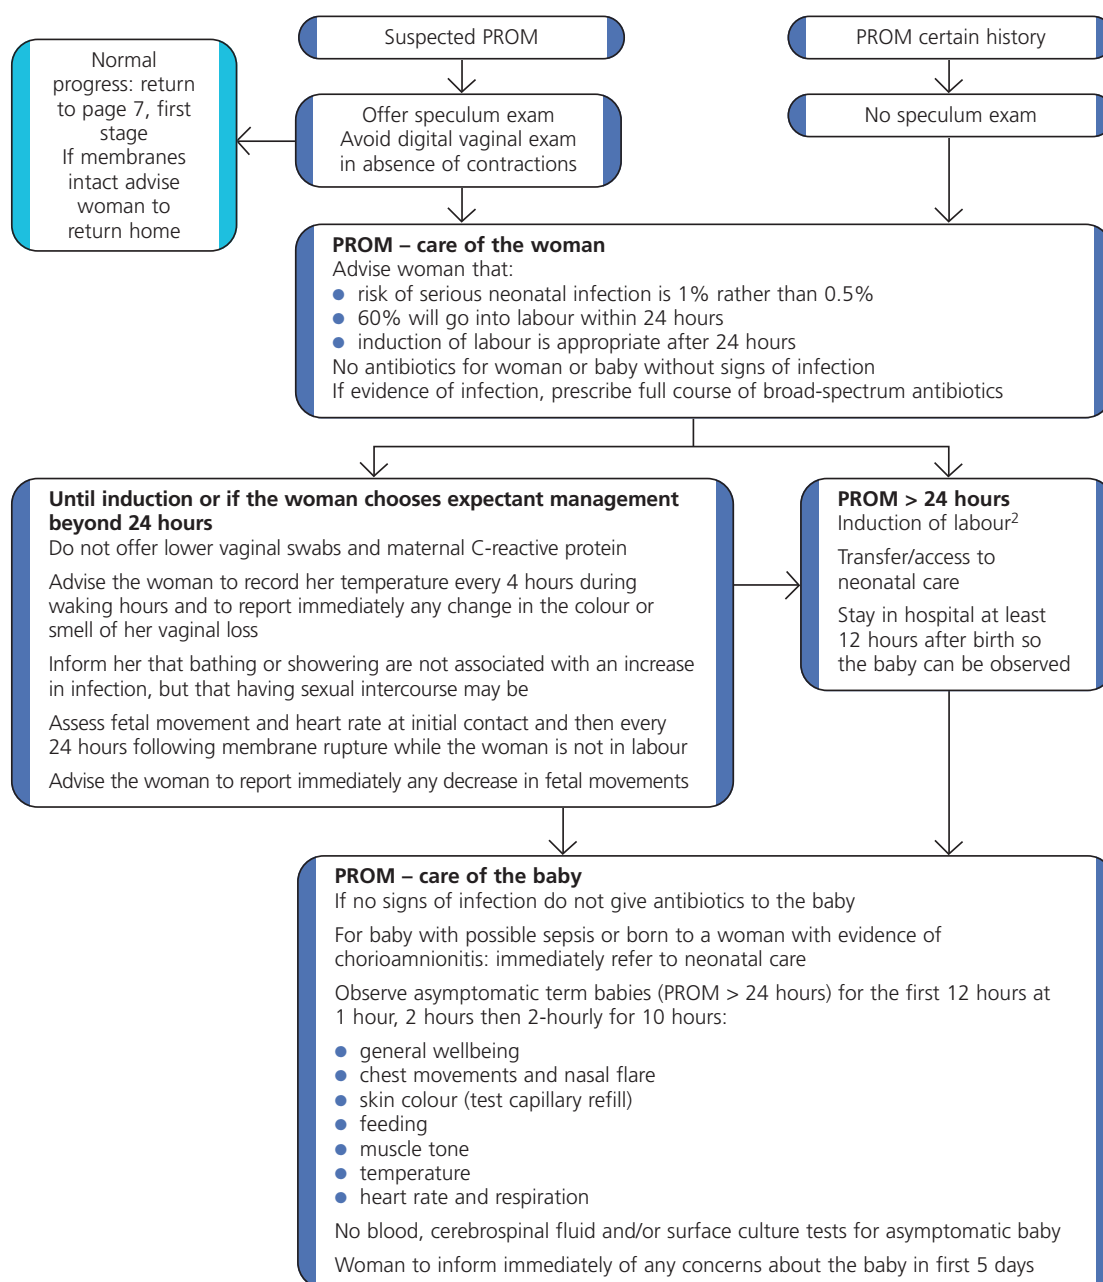 Suspected PROM
PROM certain history
Normal
progress: return
to page 7, first
stage
If membranes
intact advise
woman to
return home
Offer speculum exam
Avoid digital vaginal exam
in absence of contractions
No speculum exam
PROM – care of the woman
Advise woman that:
● risk of serious neonatal infection is 1% rather than 0.5%
● 60% will go into labour within 24 hours
● induction of labour is appropriate after 24 hours
No antibiotics for woman or baby without signs of infection
If evidence of infection, prescribe full course of broad-spectrum antibiotics
Until induction or if the woman chooses expectant management
beyond 24 hours
Do not offer lower vaginal swabs and maternal C-reactive protein
Advise the woman to record her temperature every 4 hours during
waking hours and to report immediately any change in the colour or
smell of her vaginal loss
Inform her that bathing or showering are not associated with an increase
in infection, but that having sexual intercourse may be
Assess fetal movement and heart rate at initial contact and then every
24 hours following membrane rupture while the woman is not in labour
Advise the woman to report immediately any decrease in fetal movements
PROM > 24 hours
Induction of labour²
Transfer/access to
neonatal care
Stay in hospital at least
12 hours after birth so
the baby can be observed
PROM – care of the baby
If no signs of infection do not give antibiotics to the baby
For baby with possible sepsis or born to a woman with evidence of
chorioamnionitis: immediately refer to neonatal care
Observe asymptomatic term babies (PROM > 24 hours) for the first 12 hours at
1 hour, 2 hours then 2-hourly for 10 hours:
● general wellbeing
● chest movements and nasal flare
● skin colour (test capillary refill)
● feeding
● muscle tone
● temperature
● heart rate and respiration
No blood, cerebrospinal fluid and/or surface culture tests for asymptomatic baby
Woman to inform immediately of any concerns about the baby in first 5 days